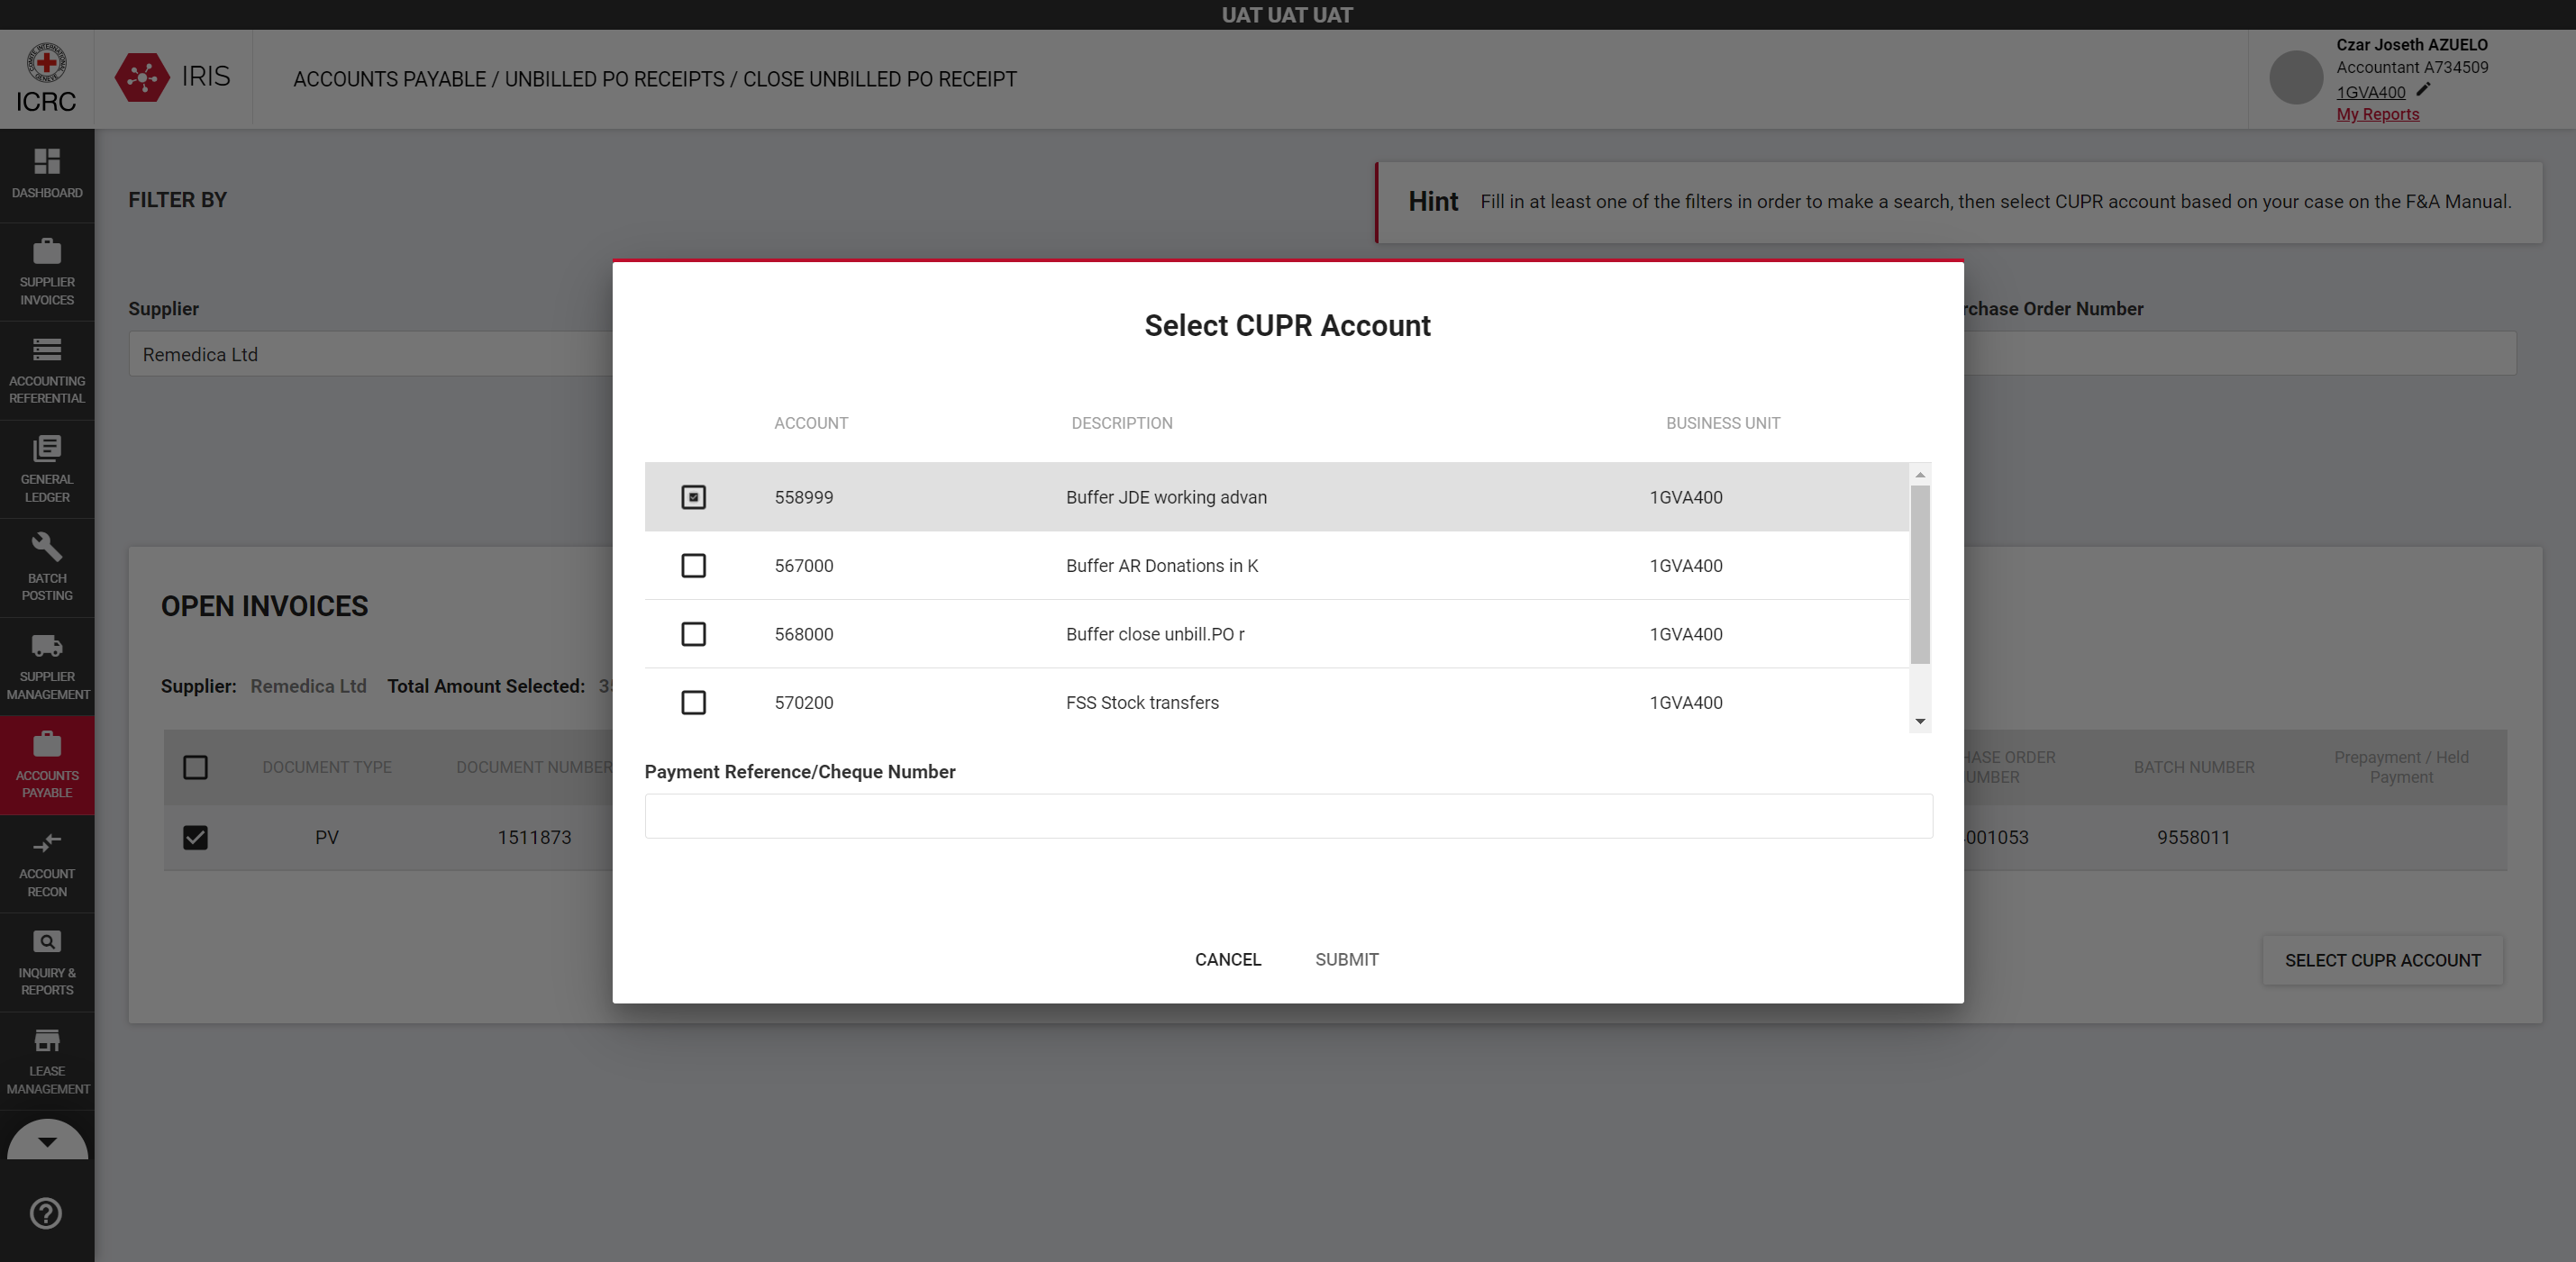 UAT UAT UAT
ICRC
IRIS
ACCOUNTS PAYABLE / UNBILLED PO RECEIPTS / CLOSE UNBILLED PO RECEIPT
Czar Joseth AZUELO
Accountant A734509
1GVA400
My Reports
DASHBOARD
SUPPLIER
INVOICES
ACCOUNTING
REFERENTIAL
GENERAL
LEDGER
BATCH
POSTING
SUPPLIER
MANAGEMENT
ACCOUNTS
PAYABLE
ACCOUNT
RECON
INQUIRY &
REPORTS
LEASE
MANAGEMENT
FILTER BY
Hint Fill in at least one of the filters in order to make a search, then select CUPR account based on your case on the F&A Manual.
Supplier
Remedica Ltd
rchase Order Number
Select CUPR Account
ACCOUNT DESCRIPTION BUSINESS UNIT
558999 Buffer JDE working advan 1GVA400
567000 Buffer AR Donations in K 1GVA400
568000 Buffer close unbill.PO r 1GVA400
570200 FSS Stock transfers 1GVA400
Payment Reference/Cheque Number
CANCEL SUBMIT
OPEN INVOICES
Supplier: Remedica Ltd Total Amount Selected:
DOCUMENT TYPE DOCUMENT NUMBER HASE ORDER
UMBER BATCH NUMBER Prepayment / Held
Payment
PV 1511873 001053 9558011
SELECT CUPR ACCOUNT